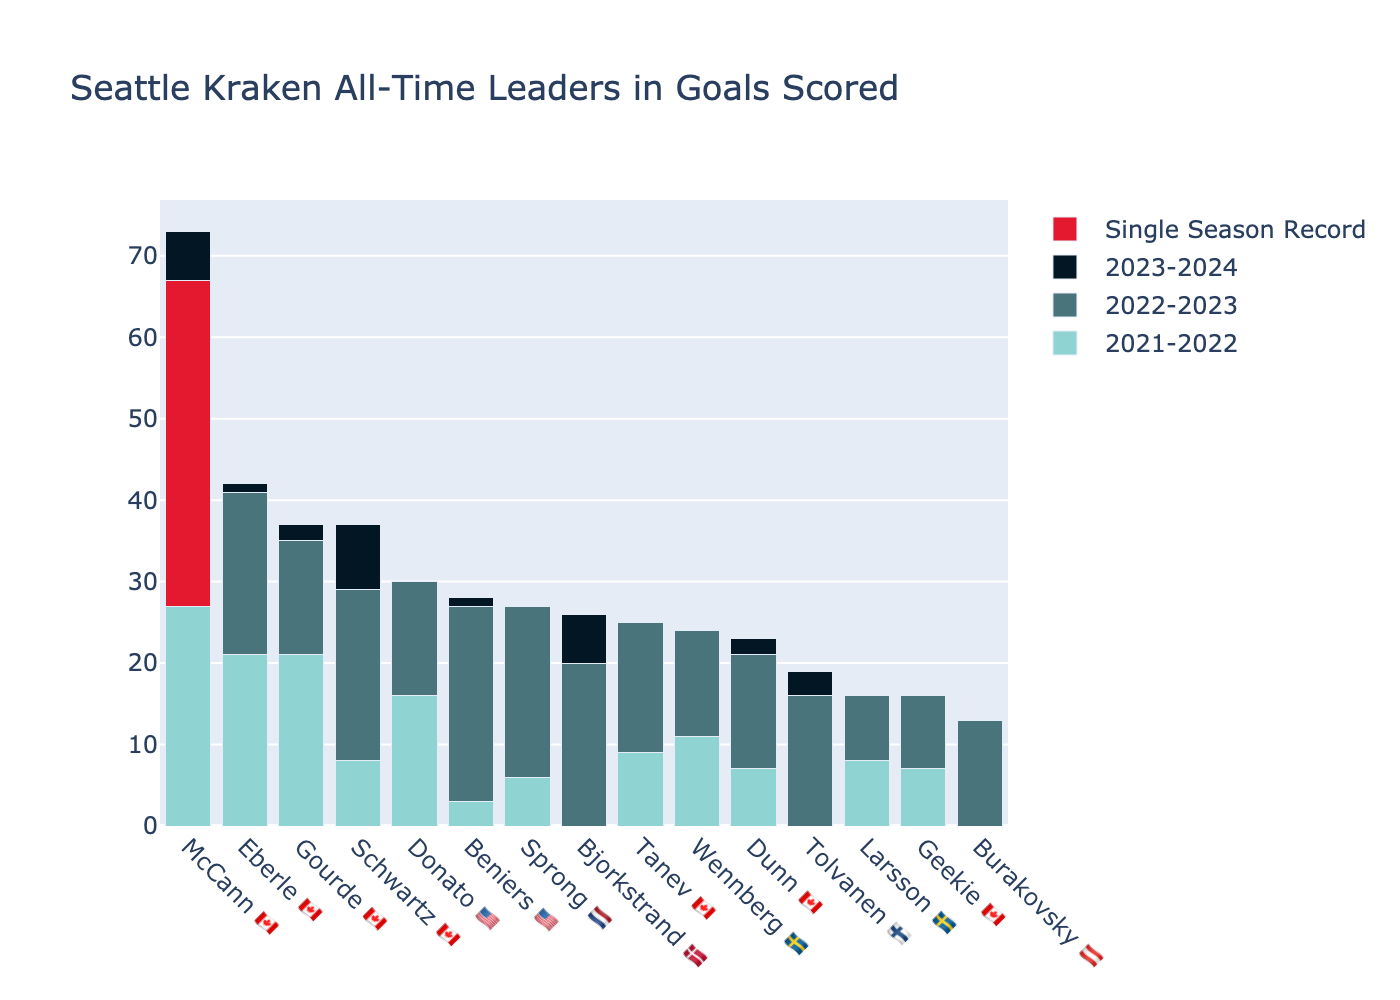 Seattle Kraken All-Time Leaders in Goals Scored
Single Season Record
2023-2024
2022-2023
2021-2022
70
60
50
40
30
20
10
0
McCann 🇨🇦
Eberle 🇨🇦
Gourde 🇨🇦
Schwartz 🇨🇦
Donato 🇺🇸
Beniers 🇺🇸
Sprong 🇳🇱
Bjorkstrand 🇩🇰
Tanev 🇨🇦
Wennberg 🇸🇪
Dunn 🇨🇦
Tolvanen 🇫🇮
Larsson 🇸🇪
Geekie 🇨🇦
Burakovsky 🇦🇹